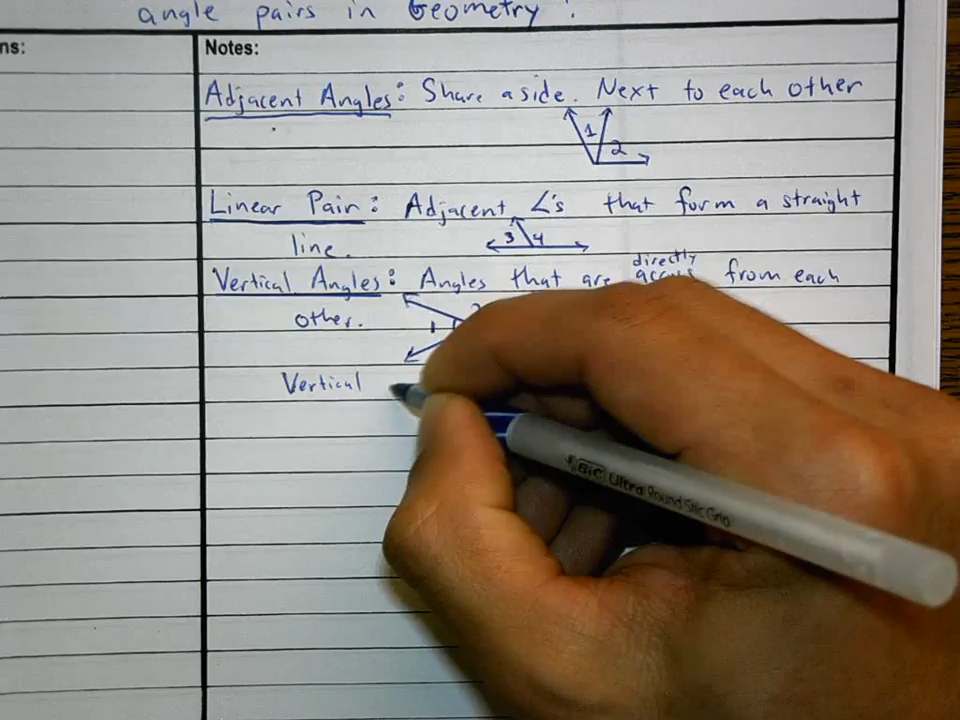 angle pairs in Geometry.
ns:
Notes:
Adjacent Angles: Share a side. Next to each other
1
2
Linear Pair: Adjacent ∠'s that form a straight
line.
3 4
directly
Vertical Angles: Angles that are from each
other.
1
Vertical
BIC Ultra Round Stic Grip